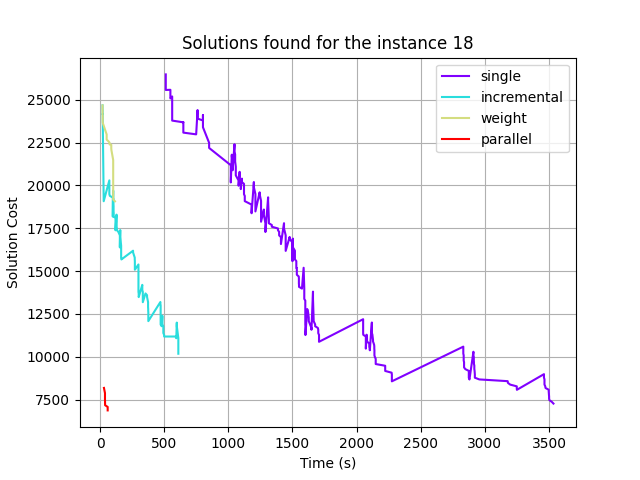 Solutions found for the instance 18
single
incremental
weight
parallel
Solution Cost
25000
22500
20000
17500
15000
12500
10000
7500
0 500 1000 1500 2000 2500 3000 3500
Time (s)